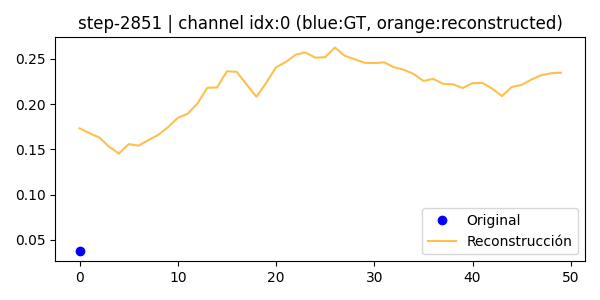 step-2851 | channel idx:0 (blue:GT, orange:reconstructed)
0.25
0.20
0.15
0.10
0.05
Original
Reconstrucción
0 10 20 30 40 50